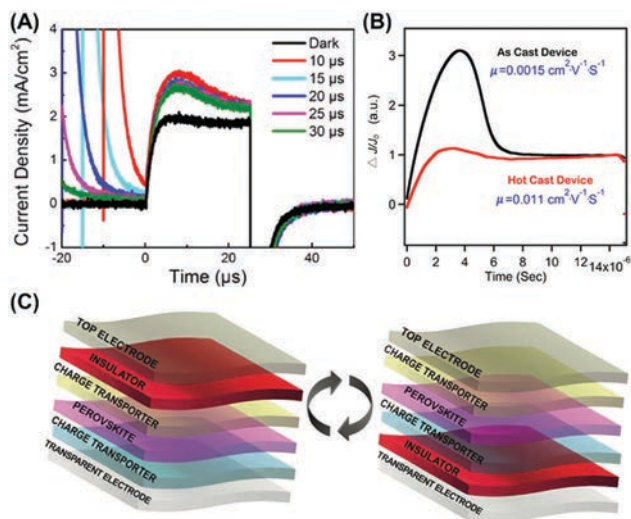 (A)
Current Density (mA/cm²)
4
3
2
1
0
-1
-20
0
20
40
Time (µs)
Dark
10 µs
15 µs
20 µs
25 µs
30 µs
(B)
△ J/J₀ (a.u.)
3
2
1
0
0
2
4
6
8
10
12
14x10⁻⁶
Time (Sec)
As Cast Device
µ=0.0015 cm²·V⁻¹·S⁻¹
Hot Cast Device
µ=0.011 cm²·V⁻¹·S⁻¹
(C)
TOP ELECTRODE
INSULATOR
CHARGE TRANSPORTER
PEROVSKITE
CHARGE TRANSPORTER
TRANSPARENT ELECTRODE
TOP ELECTRODE
CHARGE TRANSPORTER
PEROVSKITE
CHARGE TRANSPORTER
INSULATOR
TRANSPARENT ELECTRODE